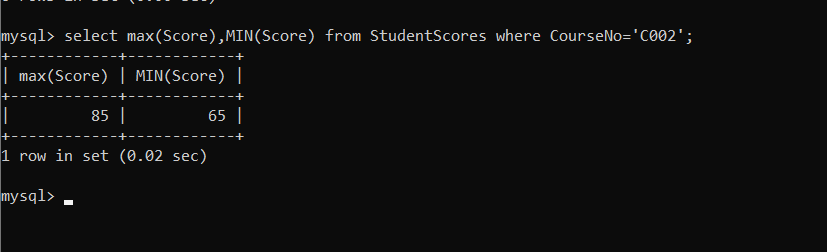 mysql> select max(Score),MIN(Score) from StudentScores where CourseNo='C002';
+------------+------------+
| max(Score) | MIN(Score) |
+------------+------------+
|         85 |         65 |
+------------+------------+
1 row in set (0.02 sec)
mysql>